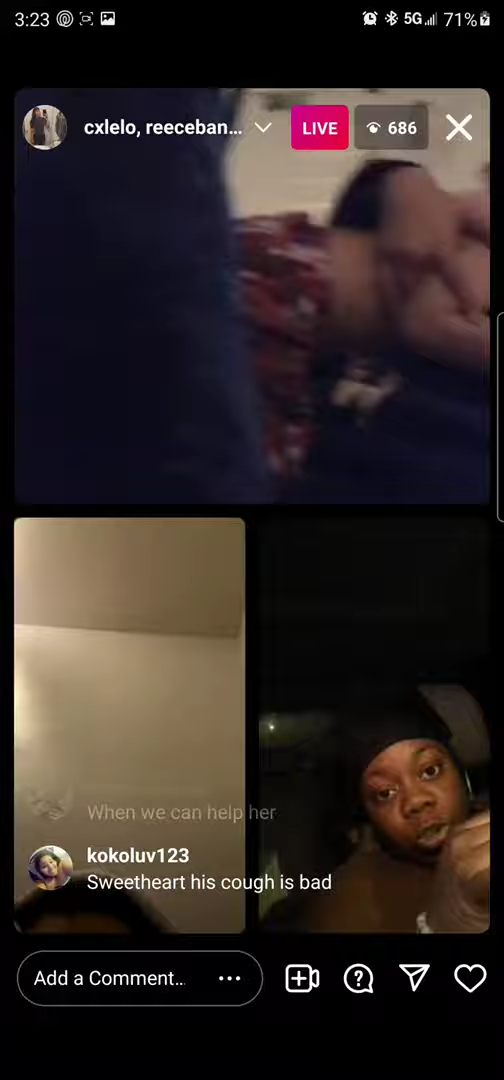 3:23
5G
71%
cxlelo, reeceban...
LIVE
686
When we can help her
kokoluv123
Sweetheart his cough is bad
Add a Comment...